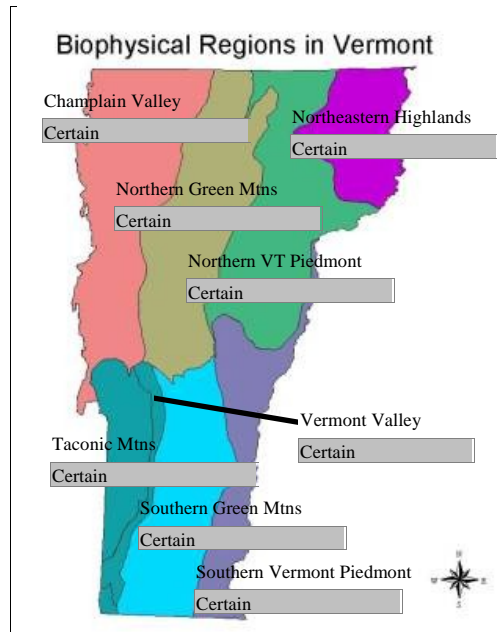 Biophysical Regions in Vermont
Champlain Valley
Certain
Northeastern Highlands
Certain
Northern Green Mtns
Certain
Northern VT Piedmont
Certain
Vermont Valley
Certain
Taconic Mtns
Certain
Southern Green Mtns
Certain
Southern Vermont Piedmont
Certain
N
W E
S